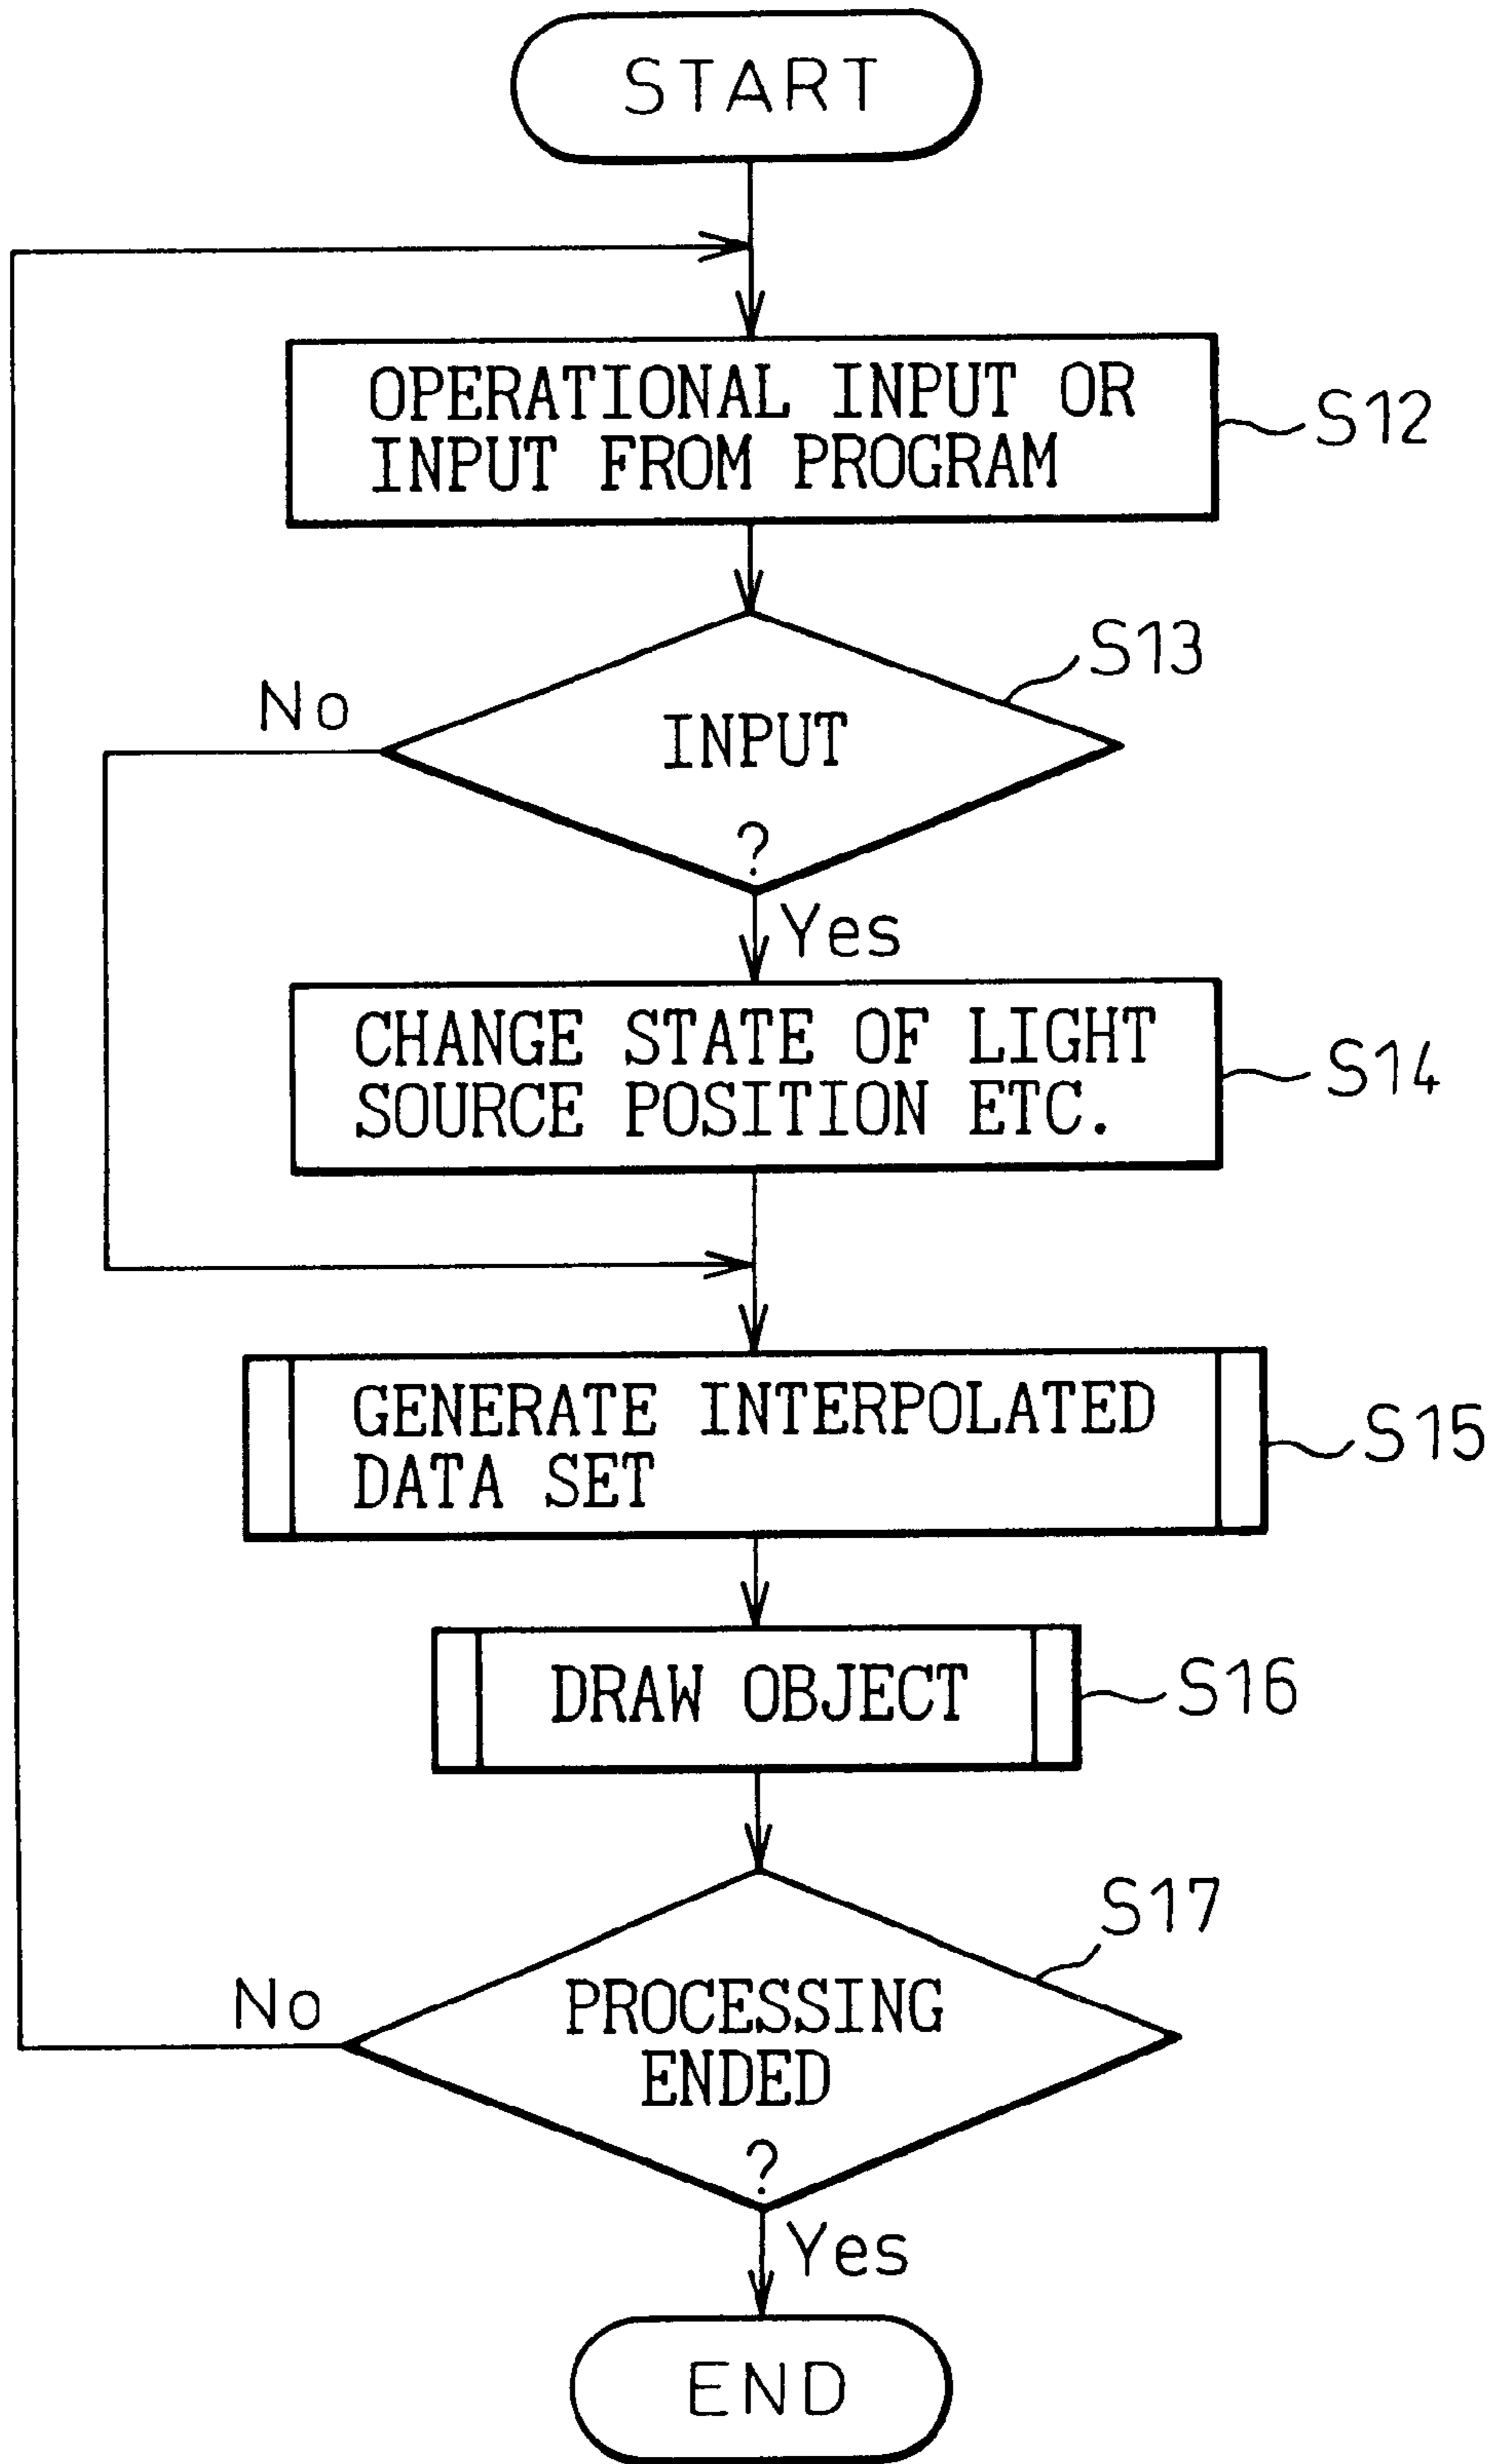 START
OPERATIONAL INPUT OR
INPUT FROM PROGRAM
S12
S13
No
INPUT
?
Yes
CHANGE STATE OF LIGHT
SOURCE POSITION ETC.
S14
GENERATE INTERPOLATED
DATA SET
S15
DRAW OBJECT
S16
S17
No
PROCESSING
ENDED
?
Yes
END